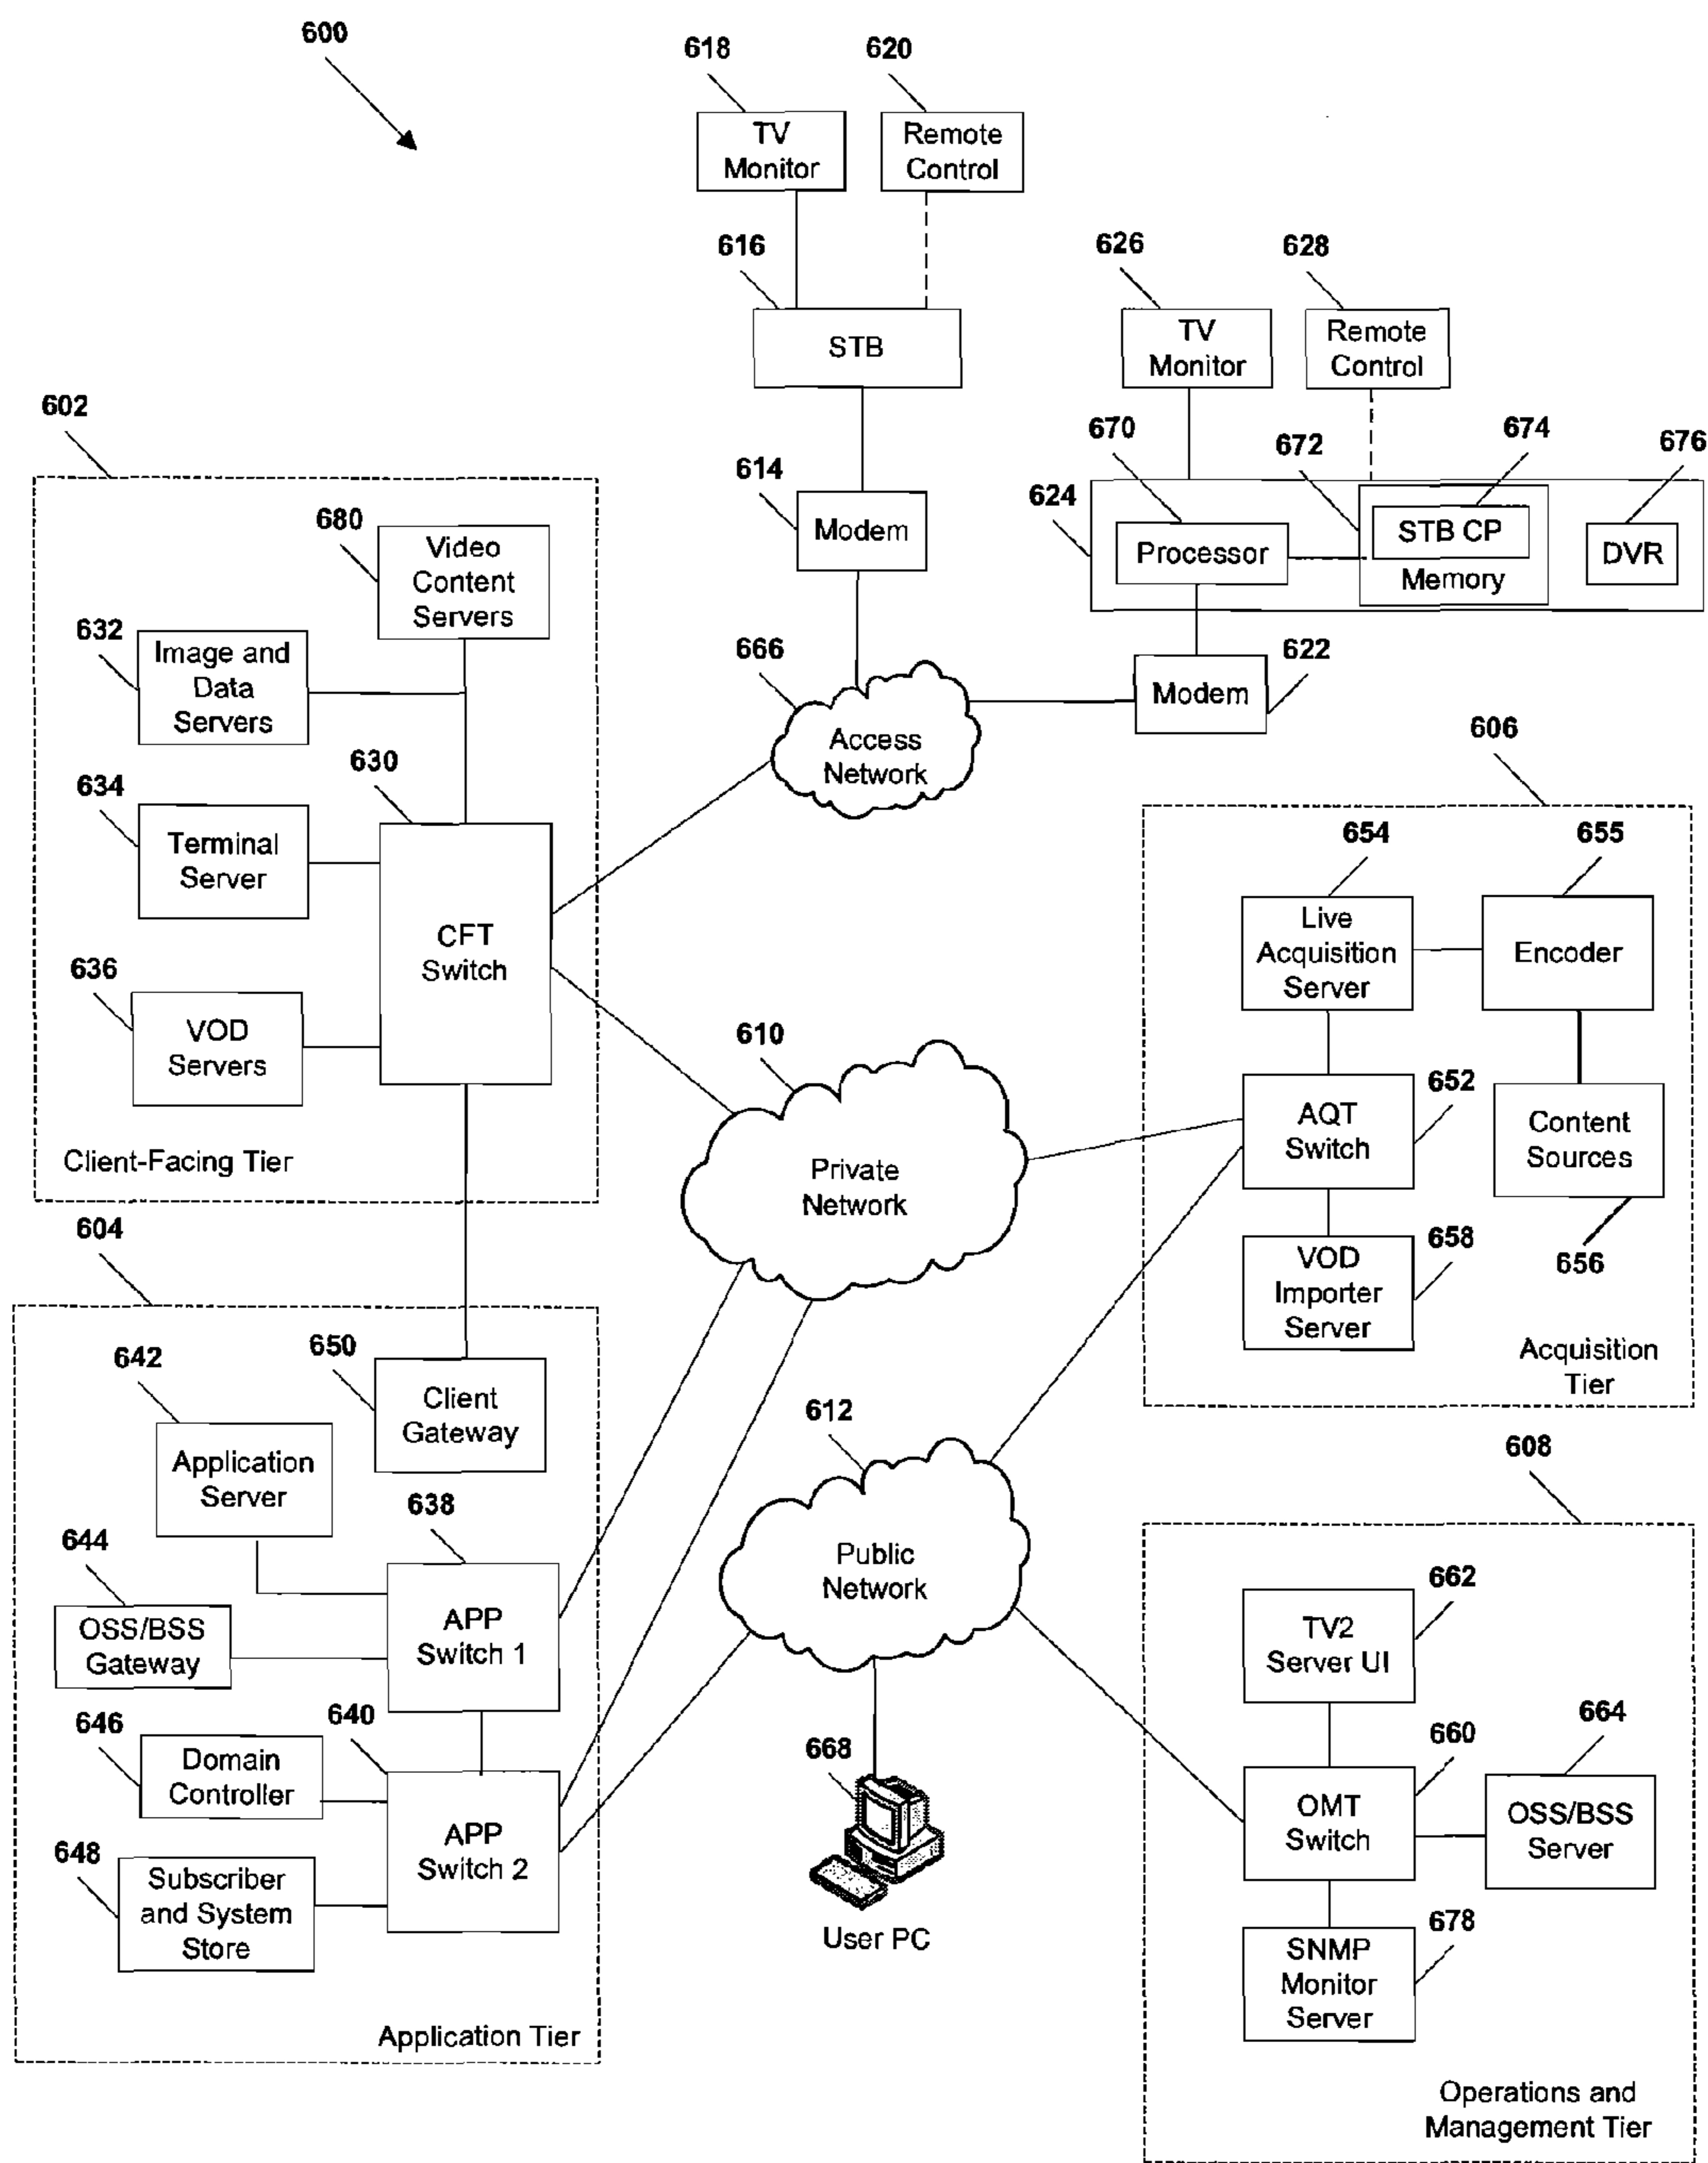 600
618
620
TV
Monitor
Remote
Control
616
626
628
STB
TV
Monitor
Remote
Control
602
670
672
674
676
614
624
Modem
Processor
STB CP
Memory
DVR
680
Video
Content
Servers
632
Image and
Data
Servers
666
622
Modem
Access
Network
606
630
634
Terminal
Server
654
655
Live
Acquisition
Server
Encoder
CFT
Switch
636
VOD
Servers
610
652
AQT
Switch
Content
Sources
Client-Facing Tier
Private
Network
604
658
656
VOD
Importer
Server
Acquisition
Tier
642
650
Client
Gateway
612
608
Application
Server
638
644
Public
Network
662
OSS/BSS
Gateway
APP
Switch 1
TV2
Server UI
646
640
668
660
664
Domain
Controller
OMT
Switch
OSS/BSS
Server
APP
Switch 2
648
Subscriber
and System
Store
User PC
678
SNMP
Monitor
Server
Application Tier
Operations and
Management Tier